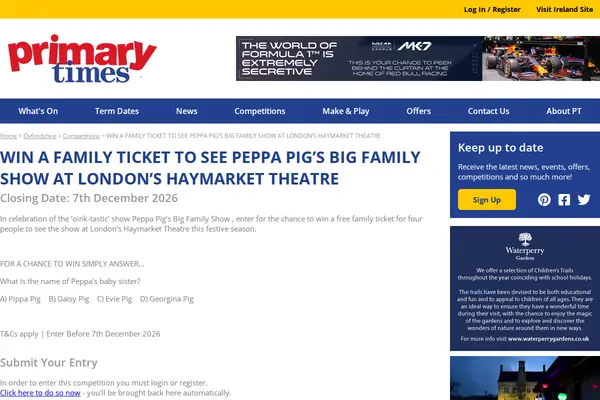 Log In / Register
Visit Ireland Site
primary
times
THE WORLD OF
FORMULA 1™ IS
EXTREMELY
SECRETIVE
MK-7
THIS IS YOUR CHANCE TO PEEK
BEHIND THE CURTAIN AT THE
HOME OF RED BULL RACING
What's On
Term Dates
News
Competitions
Make & Play
Offers
Contact Us
About PT
Home > Oxfordshire > Competitions > WIN A FAMILY TICKET TO SEE PEPPA PIG'S BIG FAMILY SHOW AT LONDON'S HAYMARKET THEATRE
WIN A FAMILY TICKET TO SEE PEPPA PIG'S BIG FAMILY
SHOW AT LONDON'S HAYMARKET THEATRE
Closing Date: 7th December 2026
In celebration of the 'oink-tastic' show Peppa Pig's Big Family Show , enter for the chance to win a free family ticket for four
people to see the show at London's Haymarket Theatre this festive season.
FOR A CHANCE TO WIN SIMPLY ANSWER...
What is the name of Peppa's baby sister?
A) Pippa Pig B) Daisy Pig C) Evie Pig D) Georgina Pig
T&Cs apply | Enter Before 7th December 2026
Submit Your Entry
In order to enter this competition you must login or register.
Click here to do so now - you'll be brought back here automatically.
Keep up to date
Receive the latest news, events, offers,
competitions and so much more!
Sign Up
Waterperry
Gardens
We offer a selection of Children's Trails
throughout the year coinciding with school holidays.
The trails have been devised to be both educational
and fun and to appeal to children of all ages. They are
an ideal way to ensure they have a wonderful time
during their visit, with the chance to enjoy the magic
of the gardens and to explore and discover the
wonders of nature around them in new ways.
For more info visit www.waterperrygardens.co.uk